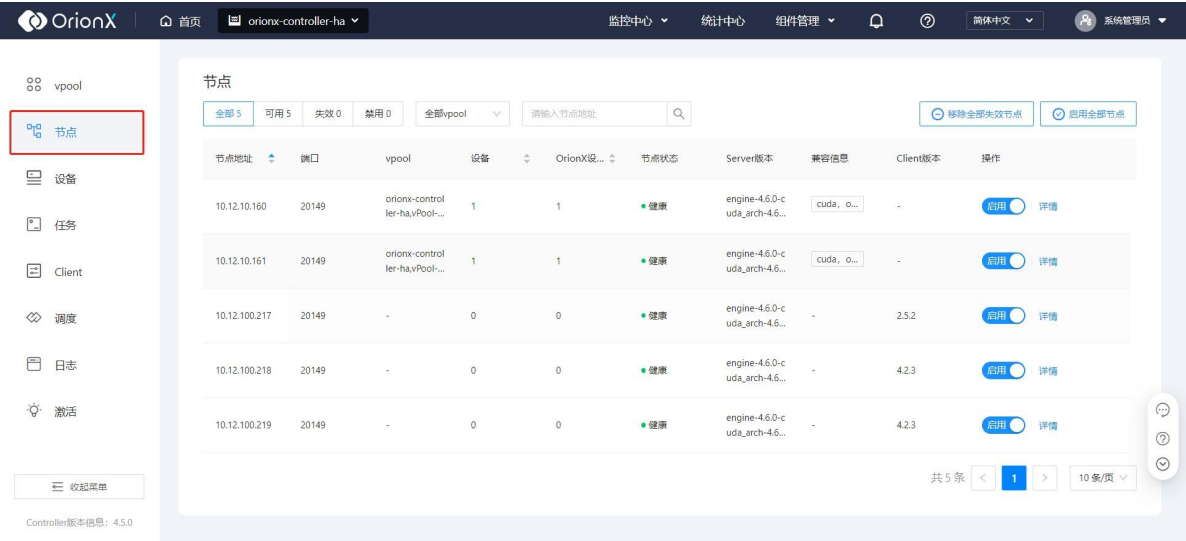 OrionX 首页 orionx-controller-ha 监控中心 统计中心 组件管理 简体中文 系统管理员
vpool
节点
设备
任务
Client
调度
日志
激活
收起菜单
Controller版本信息：4.5.0
节点
全部 5 可用 5 失效 0 禁用 0 全部vpool 请输入节点地址 移除全部失效节点 启用全部节点
节点地址 端口 vpool 设备 OrionX设... 节点状态 Server版本 兼容信息 Client版本 操作
10.12.10.160 20149 orionx-control 1 1 健康 engine-4.6.0-c cuda，o... - 启用 详情
ler-ha,vPool-... uda_arch-4.6...
10.12.10.161 20149 orionx-control 1 1 健康 engine-4.6.0-c cuda，o... - 启用 详情
ler-ha,vPool-... uda_arch-4.6...
10.12.100.217 20149 - 0 0 健康 engine-4.6.0-c - 2.5.2 启用 详情
uda_arch-4.6...
10.12.100.218 20149 - 0 0 健康 engine-4.6.0-c - 4.2.3 启用 详情
uda_arch-4.6...
10.12.100.219 20149 - 0 0 健康 engine-4.6.0-c - 4.2.3 启用 详情
uda_arch-4.6...
共 5 条 < 1 > 10 条/页